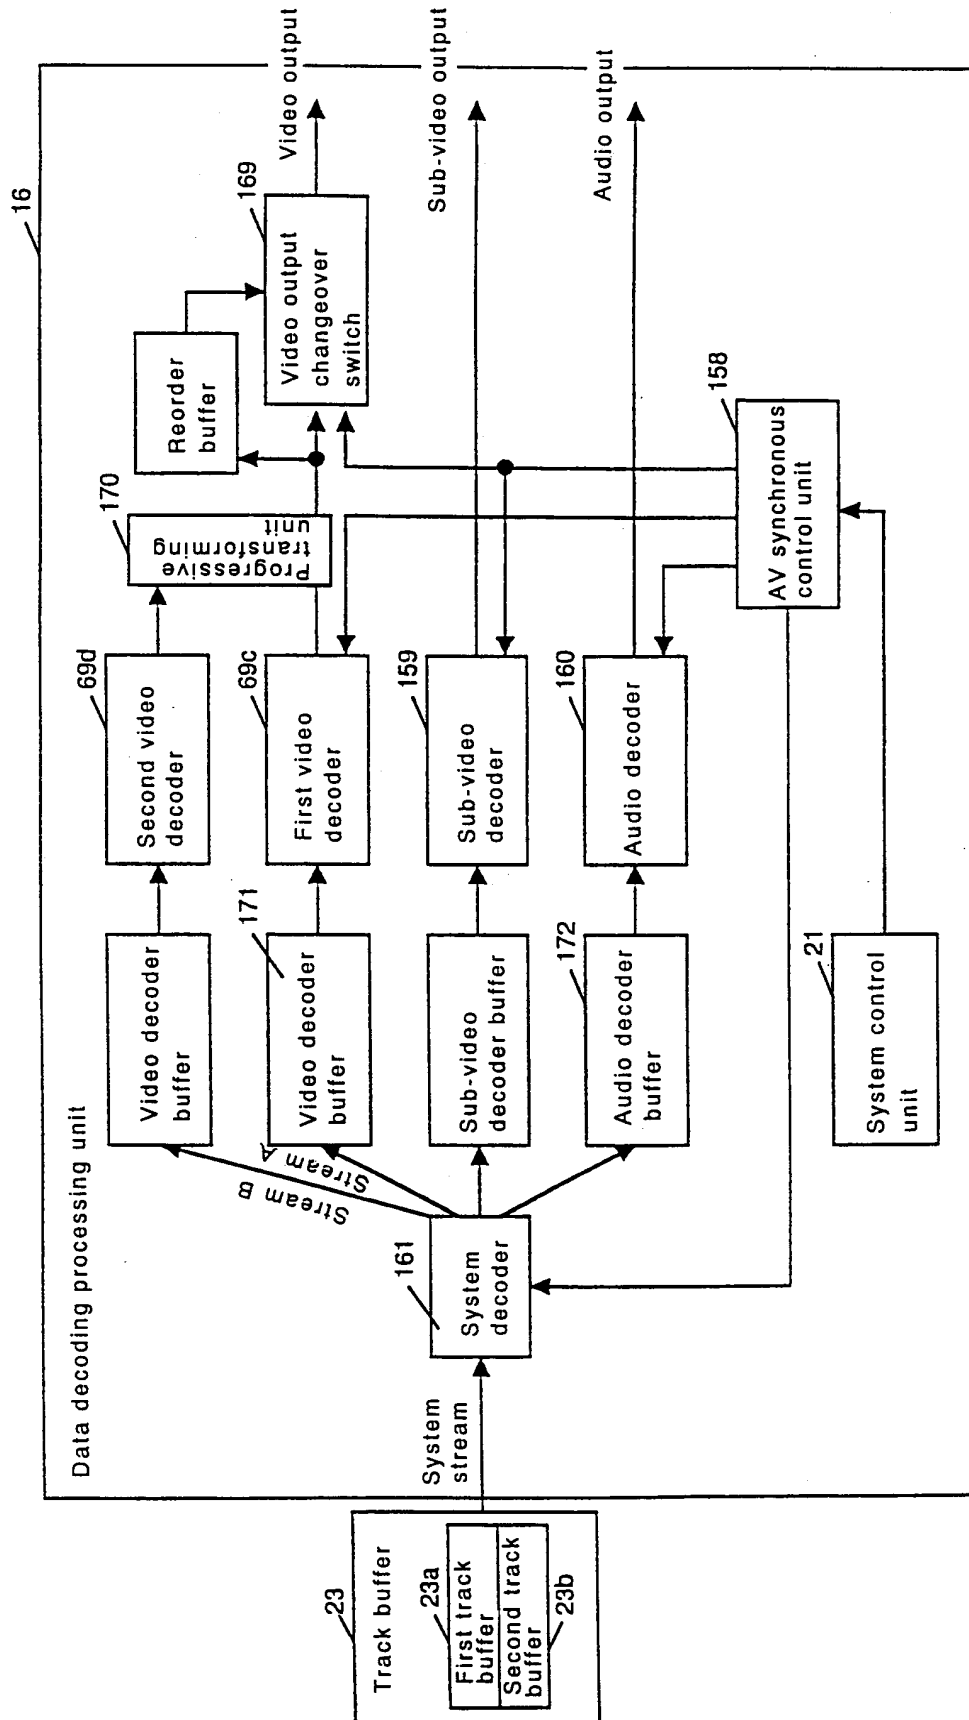 16
Data decoding processing unit
23
Track buffer
23a
First track
buffer
Second track
buffer
23b
System
stream
161
System
decoder
Stream B
Stream A
Video decoder
buffer
171
Video decoder
buffer
Sub-video
decoder buffer
172
Audio decoder
buffer
21
System control
unit
69d
Second video
decoder
69c
First video
decoder
159
Sub-video
decoder
160
Audio decoder
158
AV synchronous
control unit
170
Progressive
transforming
unit
Reorder
buffer
169
Video output
changeover
switch
Video output
Sub-video output
Audio output